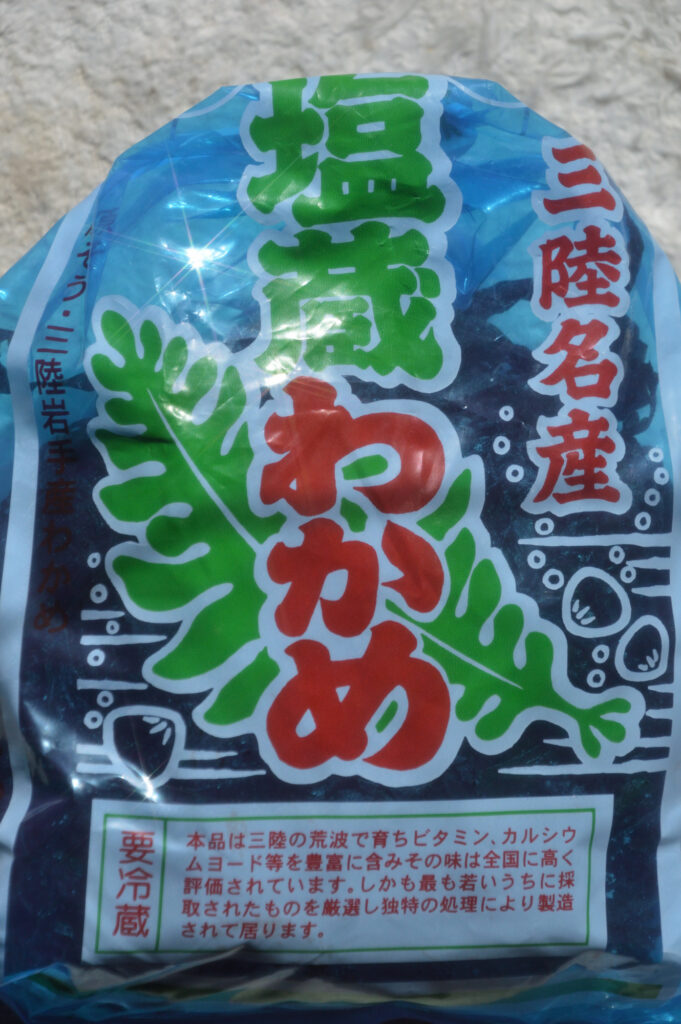 三陸名産
塩蔵
わかめ
う・三陸岩手産わかめ
要冷蔵
本品は三陸の荒波で育ちビタミン、カルシウ
ムヨード等を豊富に含みその味は全国に高く
評価されています。しかも最も若いうちに採
取されたものを厳選し独特の処理により製造
されて居ります。